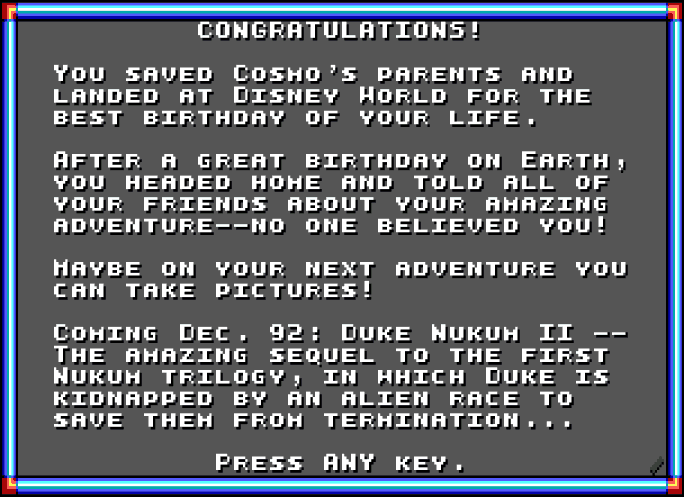 CONGRATULATIONS!
YOU SAVED COSMO'S PARENTS AND
LANDED AT DISNEY WORLD FOR THE
BEST BIRTHDAY OF YOUR LIFE.
AFTER A GREAT BIRTHDAY ON EARTH,
YOU HEADED HOME AND TOLD ALL OF
YOUR FRIENDS ABOUT YOUR AMAZING
ADVENTURE--NO ONE BELIEVED YOU!
MAYBE ON YOUR NEXT ADVENTURE YOU
CAN TAKE PICTURES!
COMING DEC. 92: DUKE NUKUM II --
THE AMAZING SEQUEL TO THE FIRST
NUKUM TRILOGY, IN WHICH DUKE IS
KIDNAPPED BY AN ALIEN RACE TO
SAVE THEM FROM TERMINATION...
PRESS ANY KEY.